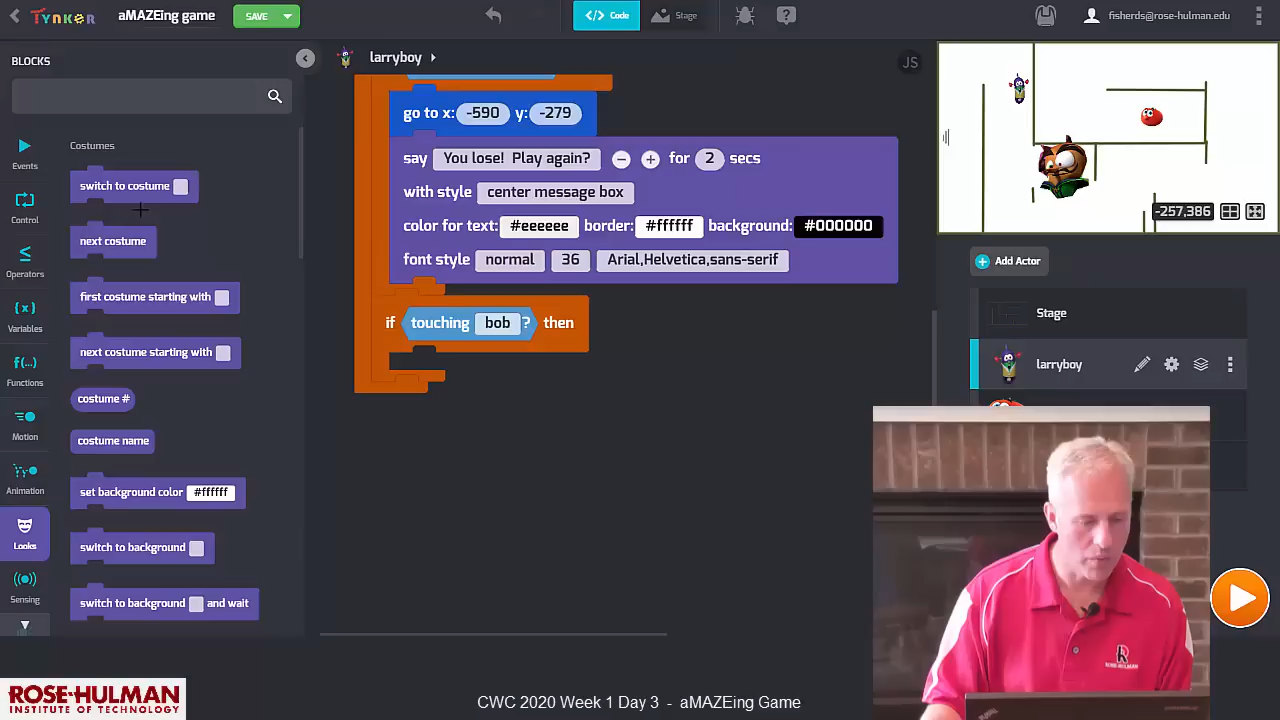 TYNKER
aMAZEing game
SAVE
</> Code
Stage
fisherds@rose-hulman.edu
BLOCKS
larryboy
JS
Events
Control
Operators
(x)
Variables
f(...)
Functions
Motion
Animation
Looks
Sensing
Costumes
switch to costume
next costume
first costume starting with
next costume starting with
costume #
costume name
set background color #ffffff
switch to background
switch to background and wait
go to x: -590 y: -279
say You lose! Play again? − + for 2 secs
with style center message box
color for text: #eeeeee border: #ffffff background: #000000
font style normal 36 Arial,Helvetica,sans-serif
if touching bob ? then
-257,386
Add Actor
Stage
larryboy
ROSE-HULMAN
ROSE-HULMAN
INSTITUTE OF TECHNOLOGY
CWC 2020 Week 1 Day 3 - aMAZEing Game